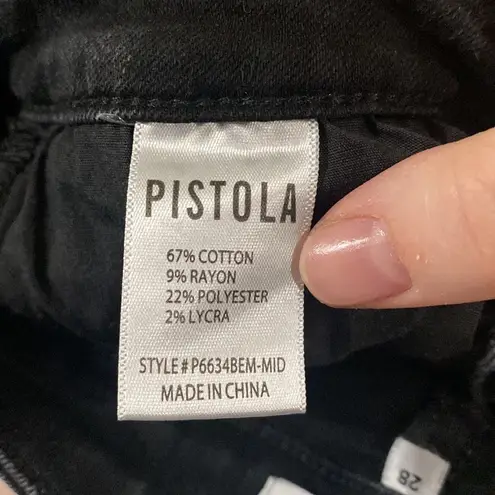 PISTOLA
67% COTTON
9% RAYON
22% POLYESTER
2% LYCRA
STYLE# P6634BEM-MID
MADE IN CHINA
28